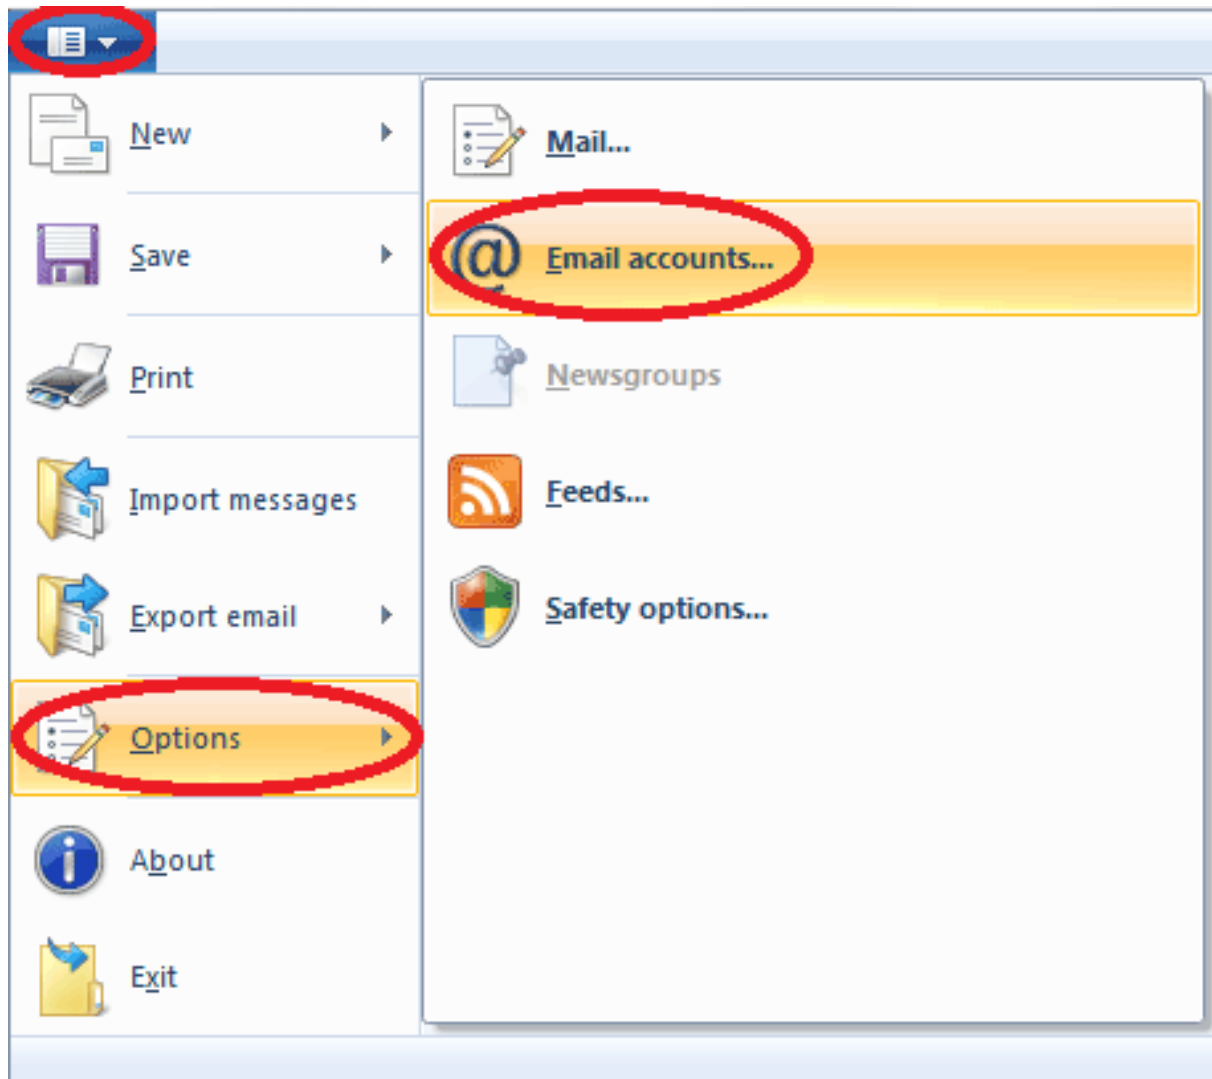 New
Save
Print
Import messages
Export email
Options
About
Exit
Mail...
@
Email accounts...
Newsgroups
Feeds...
Safety options...